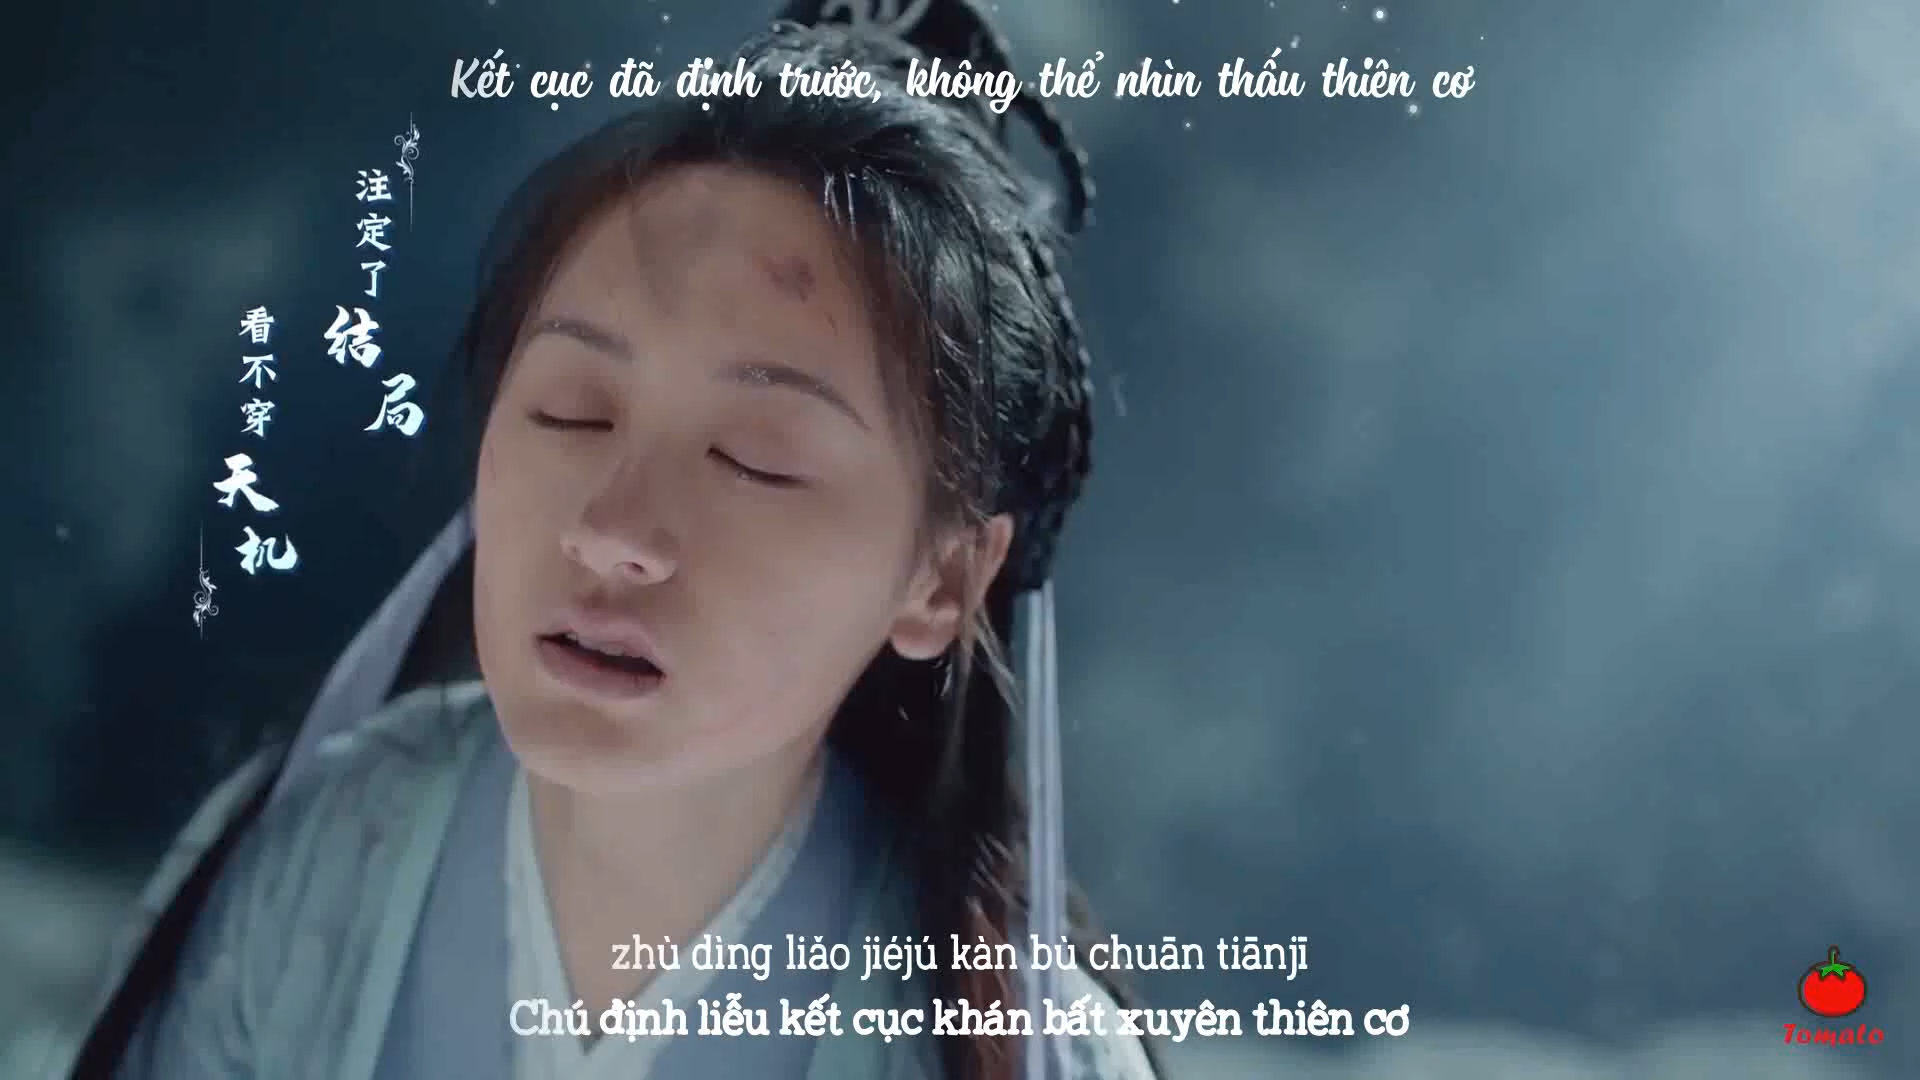 Kết cục đã định trước, không thể nhìn thấu thiên cơ
注定了结局
看不穿天机
zhù dìng liǎo jiéjú kàn bù chuān tiānjī
Chú định liễu kết cục khán bất xuyên thiên cơ
Tomato